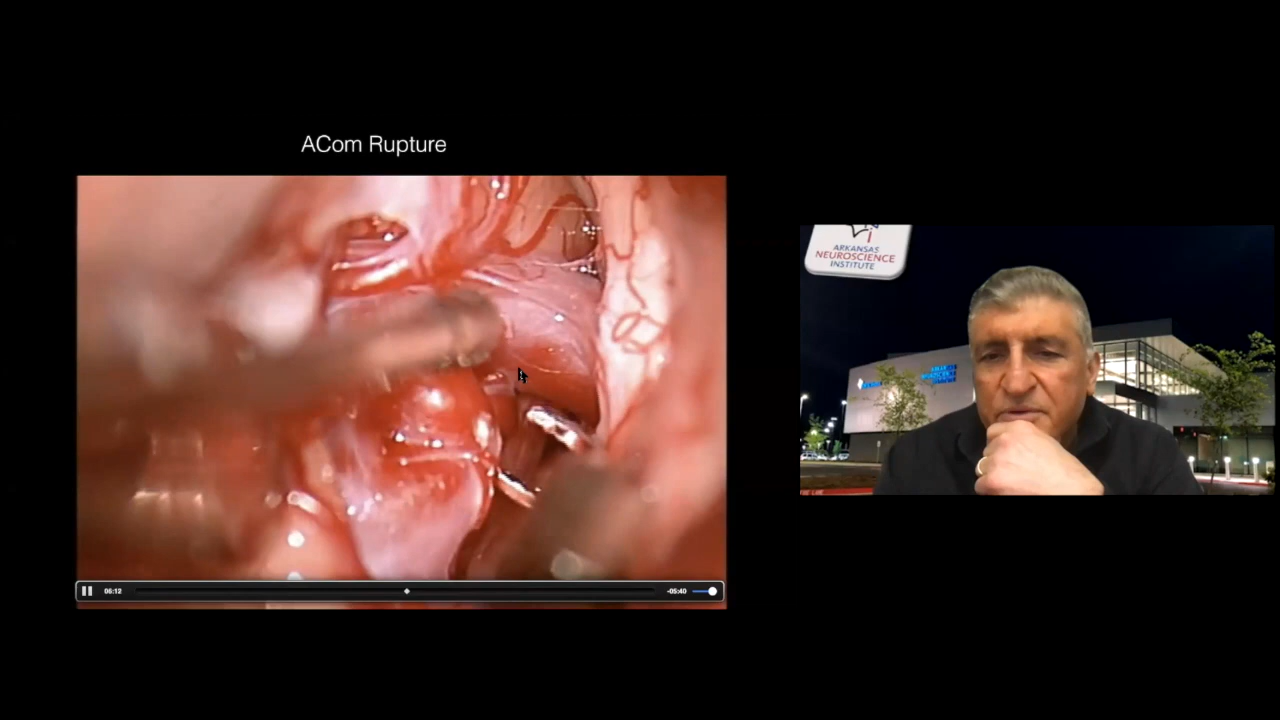 ACom Rupture
ARKANSAS
NEUROSCIENCE
INSTITUTE
06:12
-05:40